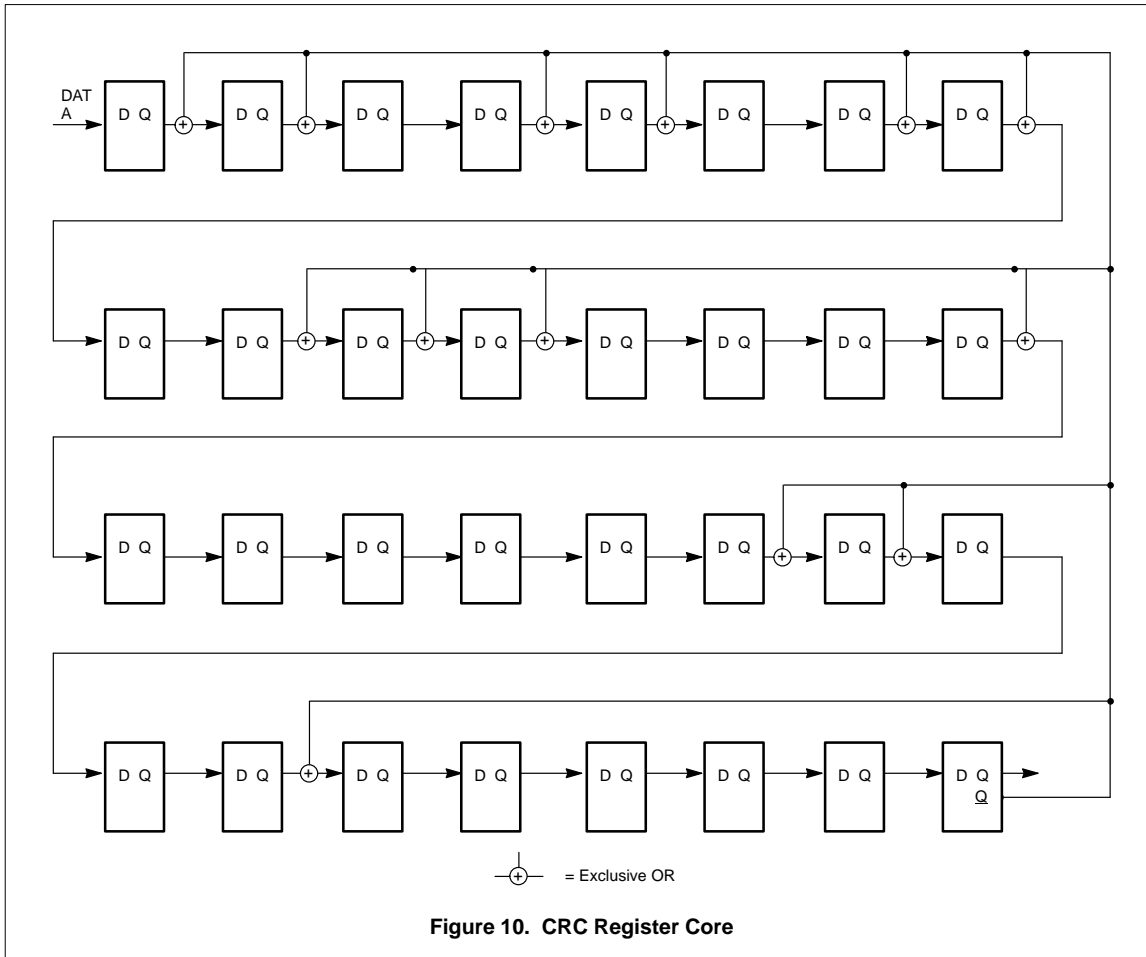 DAT
A
D Q D Q D Q D Q D Q D Q D Q D Q
D Q D Q D Q D Q D Q D Q D Q D Q
D Q D Q D Q D Q D Q D Q D Q D Q
D Q D Q D Q D Q D Q D Q D Q D Q
Q
= Exclusive OR
Figure 10. CRC Register Core